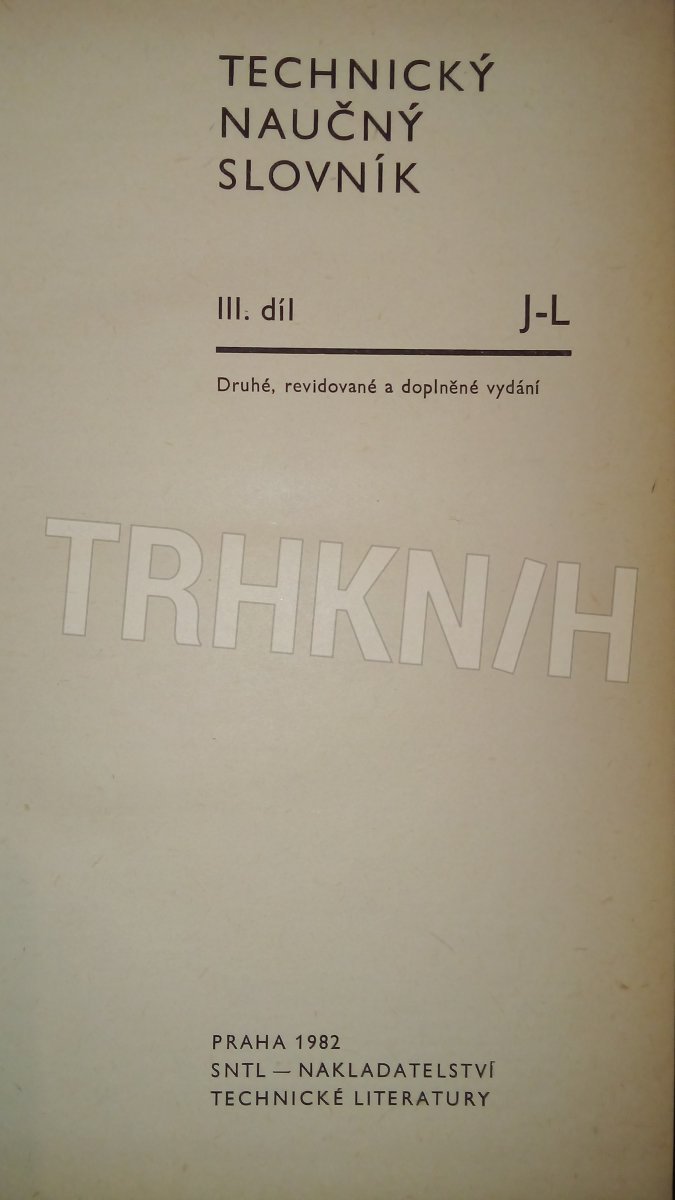 TECHNICKÝ
NAUČNÝ
SLOVNÍK
III. díl J-L
Druhé, revidované a doplněné vydání
TRHKN/H
PRAHA 1982
SNTL — NAKLADATELSTVÍ
TECHNICKÉ LITERATURY